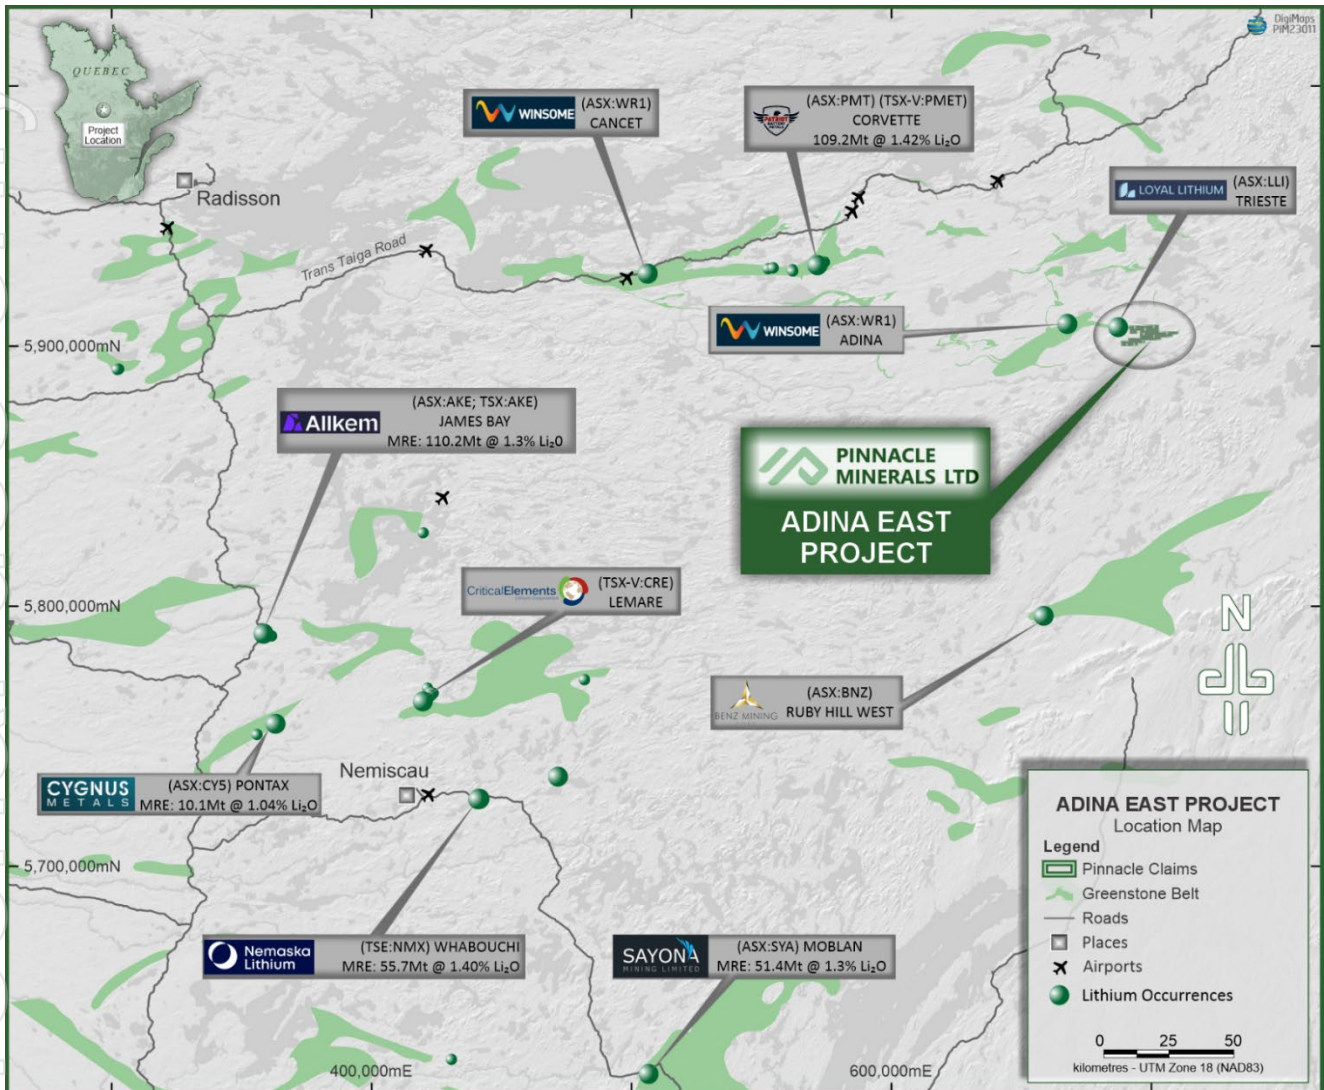 DigiMaps
PIM23011
QUEBEC
Project
Location
WINSOME
(ASX:WR1)
CANCET
PATRIOT
BATTERY METALS
(ASX:PMT) (TSX-V:PMET)
CORVETTE
109.2Mt @ 1.42% Li₂O
LOYAL LITHIUM
(ASX:LLI)
TRIESTE
Radisson
Trans Taiga Road
WINSOME
(ASX:WR1)
ADINA
5,900,000mN
Allkem
(ASX:AKE; TSX:AKE)
JAMES BAY
MRE: 110.2Mt @ 1.3% Li₂0
PINNACLE
MINERALS LTD
ADINA EAST
PROJECT
CriticalElements
(TSX-V:CRE)
LEMARE
5,800,000mN
N
BENZ MINING
(ASX:BNZ)
RUBY HILL WEST
Nemiscau
CYGNUS
METALS
(ASX:CY5) PONTAX
MRE: 10.1Mt @ 1.04% Li₂O
5,700,000mN
Nemaska
Lithium
(TSE:NMX) WHABOUCHI
MRE: 55.7Mt @ 1.40% Li₂O
SAYONA
MINING LIMITED
(ASX:SYA) MOBLAN
MRE: 51.4Mt @ 1.3% Li₂O
ADINA EAST PROJECT
Location Map
Legend
Pinnacle Claims
Greenstone Belt
Roads
Places
Airports
Lithium Occurrences
0 25 50
kilometres - UTM Zone 18 (NAD83)
400,000mE
600,000mE